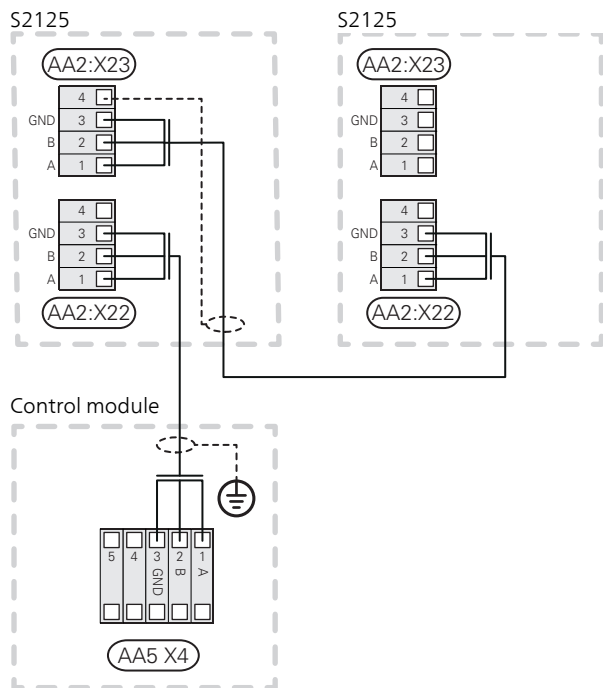 S2125
AA2:X23
4
GND 3
B 2
A 1
4
GND 3
B 2
A 1
AA2:X22
S2125
AA2:X23
4
GND 3
B 2
A 1
4
GND 3
B 2
A 1
AA2:X22
Control module
5 4 3 2 1
GND B A
AA5 X4